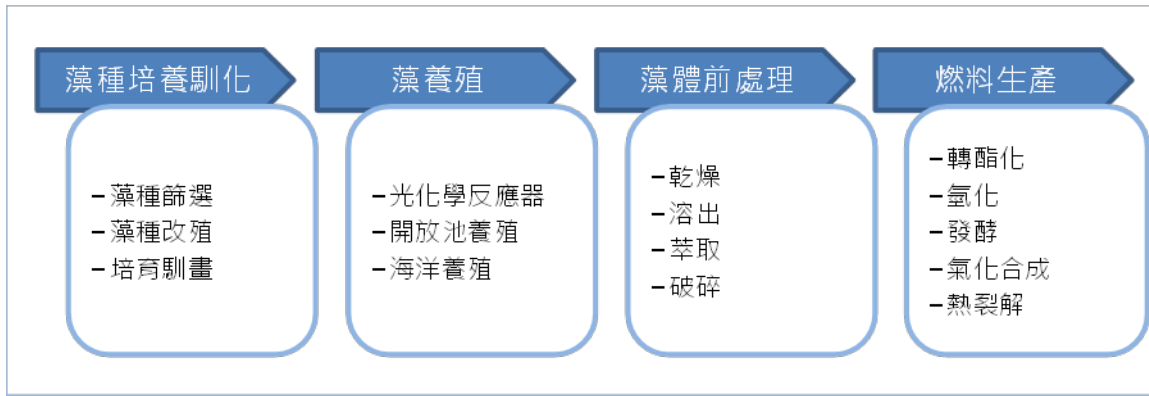 藻種培養馴化
–藻種篩選
–藻種改殖
–培育馴畫
藻養殖
–光化學反應器
–開放池養殖
–海洋養殖
藻體前處理
–乾燥
–溶出
–萃取
–破碎
燃料生產
–轉酯化
–氫化
–發酵
–氣化合成
–熱裂解